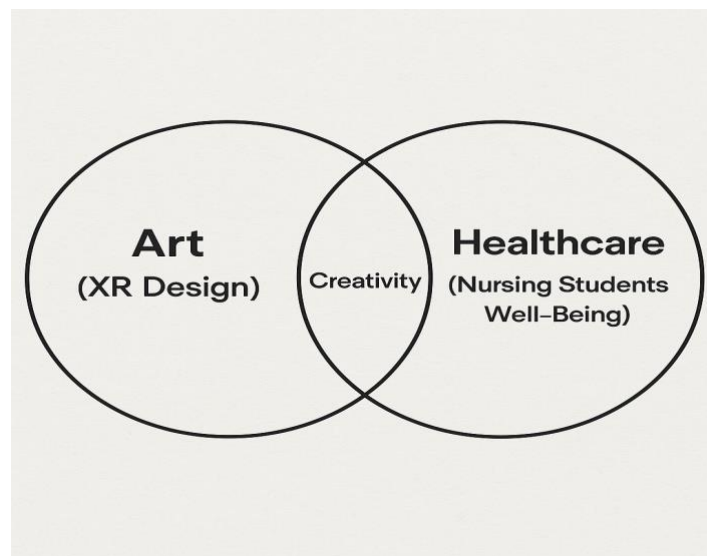 Art
(XR Design)
Creativity
Healthcare
(Nursing Students
Well–Being)